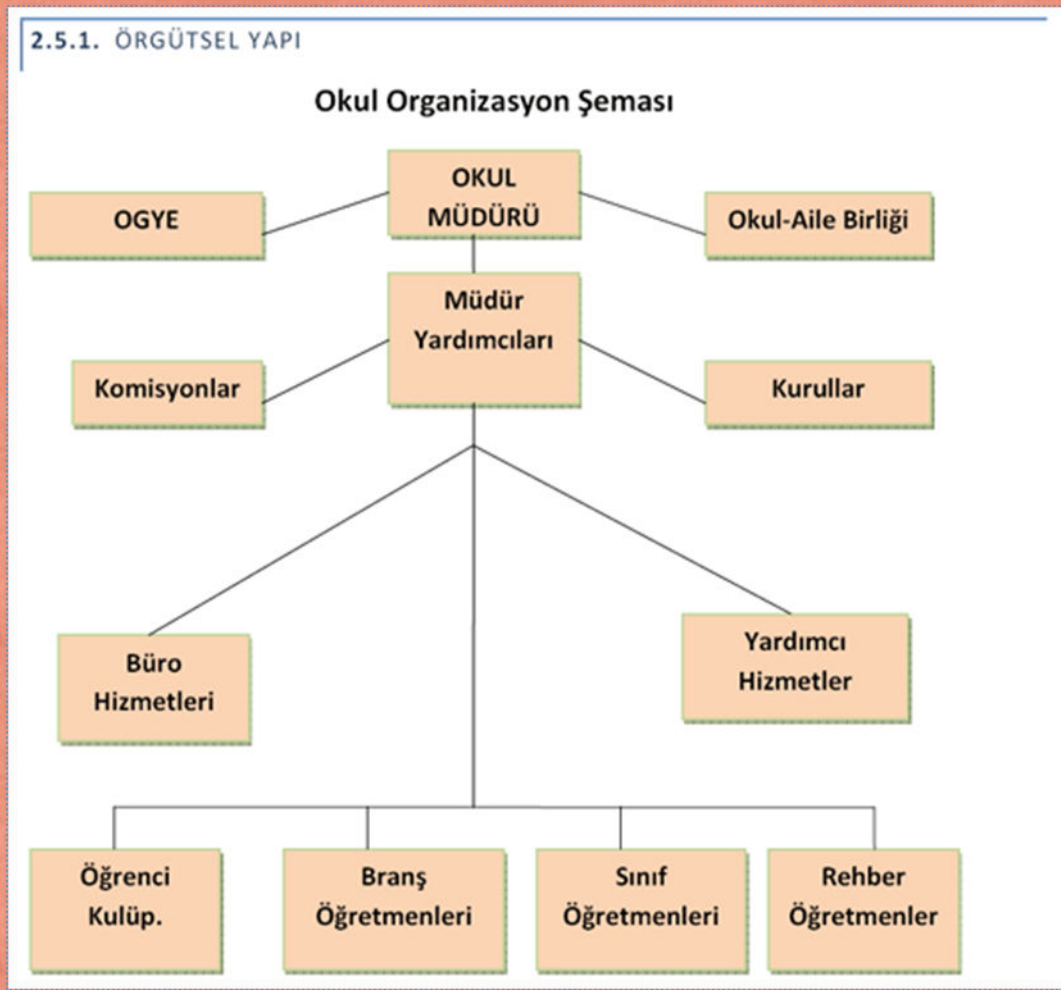 2.5.1. ÖRGÜTSEL YAPI
Okul Organizasyon Şeması
OKUL
MÜDÜRÜ
OGYE
Okul-Aile Birliği
Müdür
Yardımcıları
Komisyonlar
Kurullar
Büro
Hizmetleri
Yardımcı
Hizmetler
Öğrenci
Kulüp.
Branş
Öğretmenleri
Sınıf
Öğretmenleri
Rehber
Öğretmenler